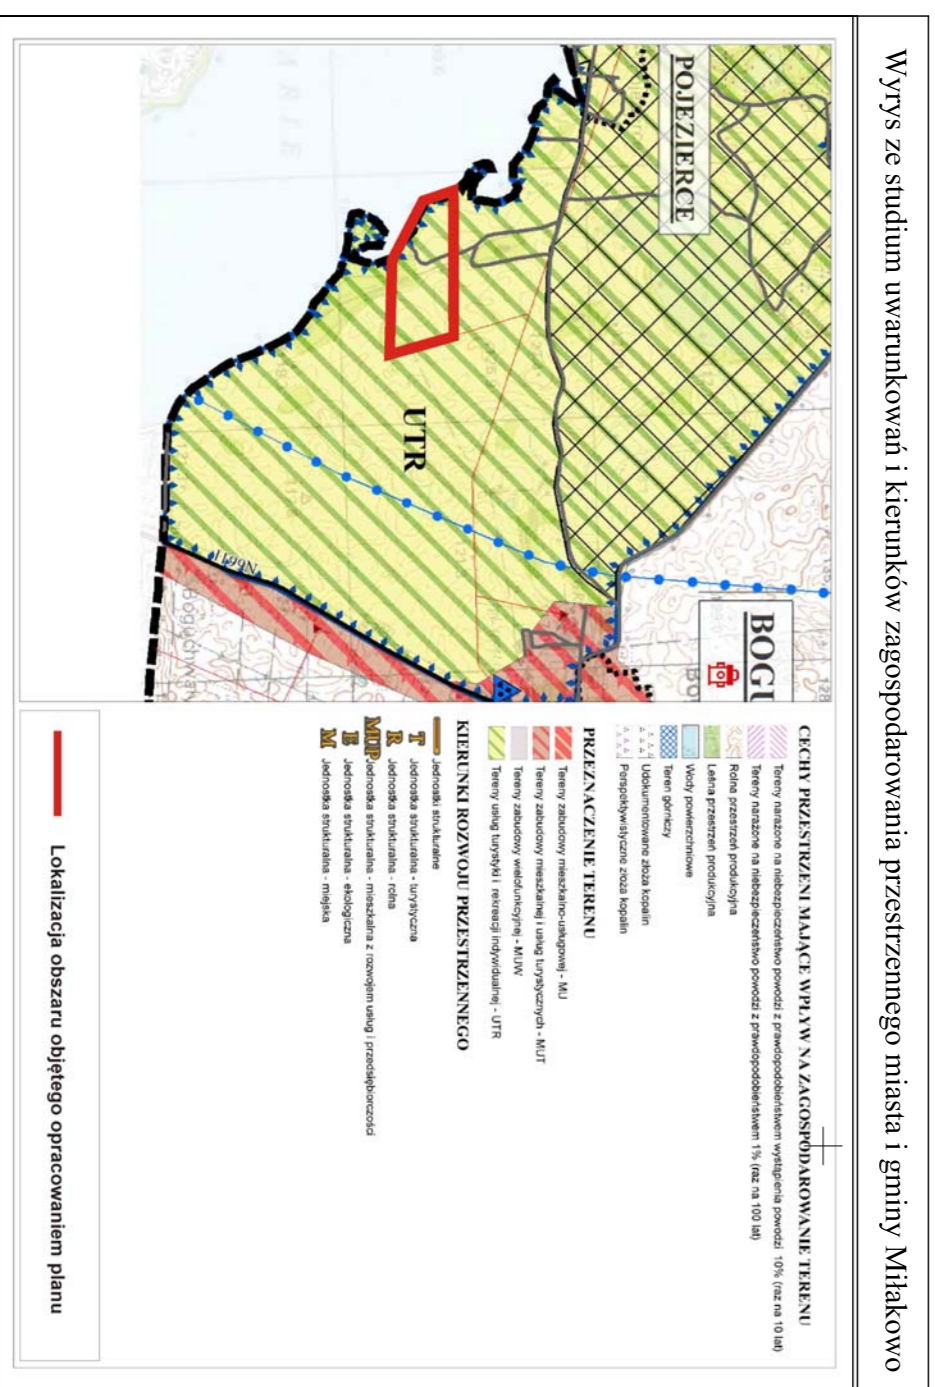 Wyrys ze studium uwarunkowań i kierunków zagospodarowania przestrzennego miasta i gminy Miłakowo
POJEZIERCE
BOGU
UTR
N6611
Boguchwały
CECHY PRZESTRZENI MAJĄCE WPŁYW NA ZAGOSPODAROWANIE TERENU
Tereny narażone na niebezpieczeństwo powodzi z prawdopodobieństwem wystąpienia powodzi 10% (raz na 10 lat)
Tereny narażone na niebezpieczeństwo powodzi z prawdopodobieństwem 1% (raz na 100 lat)
Rolna przestrzeń produkcyjna
Leśna przestrzeń produkcyjna
Wody powierzchniowe
Teren górniczy
Udokumentowane złoża kopalin
Perspektywistyczne złoża kopalin
PRZEZNACZENIE TERENU
Tereny zabudowy mieszkalno-usługowej - MU
Tereny zabudowy mieszkalnej i usług turystycznych - MUT
Tereny zabudowy wielofunkcyjnej - MUW
Tereny usług turystyki i rekreacji indywidualnej - UTR
KIERUNKI ROZWOJU PRZESTRZENNEGO
Jednostki strukturalne
T Jednostka strukturalna - turystyczna
R Jednostka strukturalna - rolna
MUP Jednostka strukturalna - mieszkalna z rozwojem usług i przedsiębiorczości
E Jednostka strukturalna - ekologiczna
M Jednostka strukturalna - miejska
Lokalizacja obszaru objętego opracowaniem planu